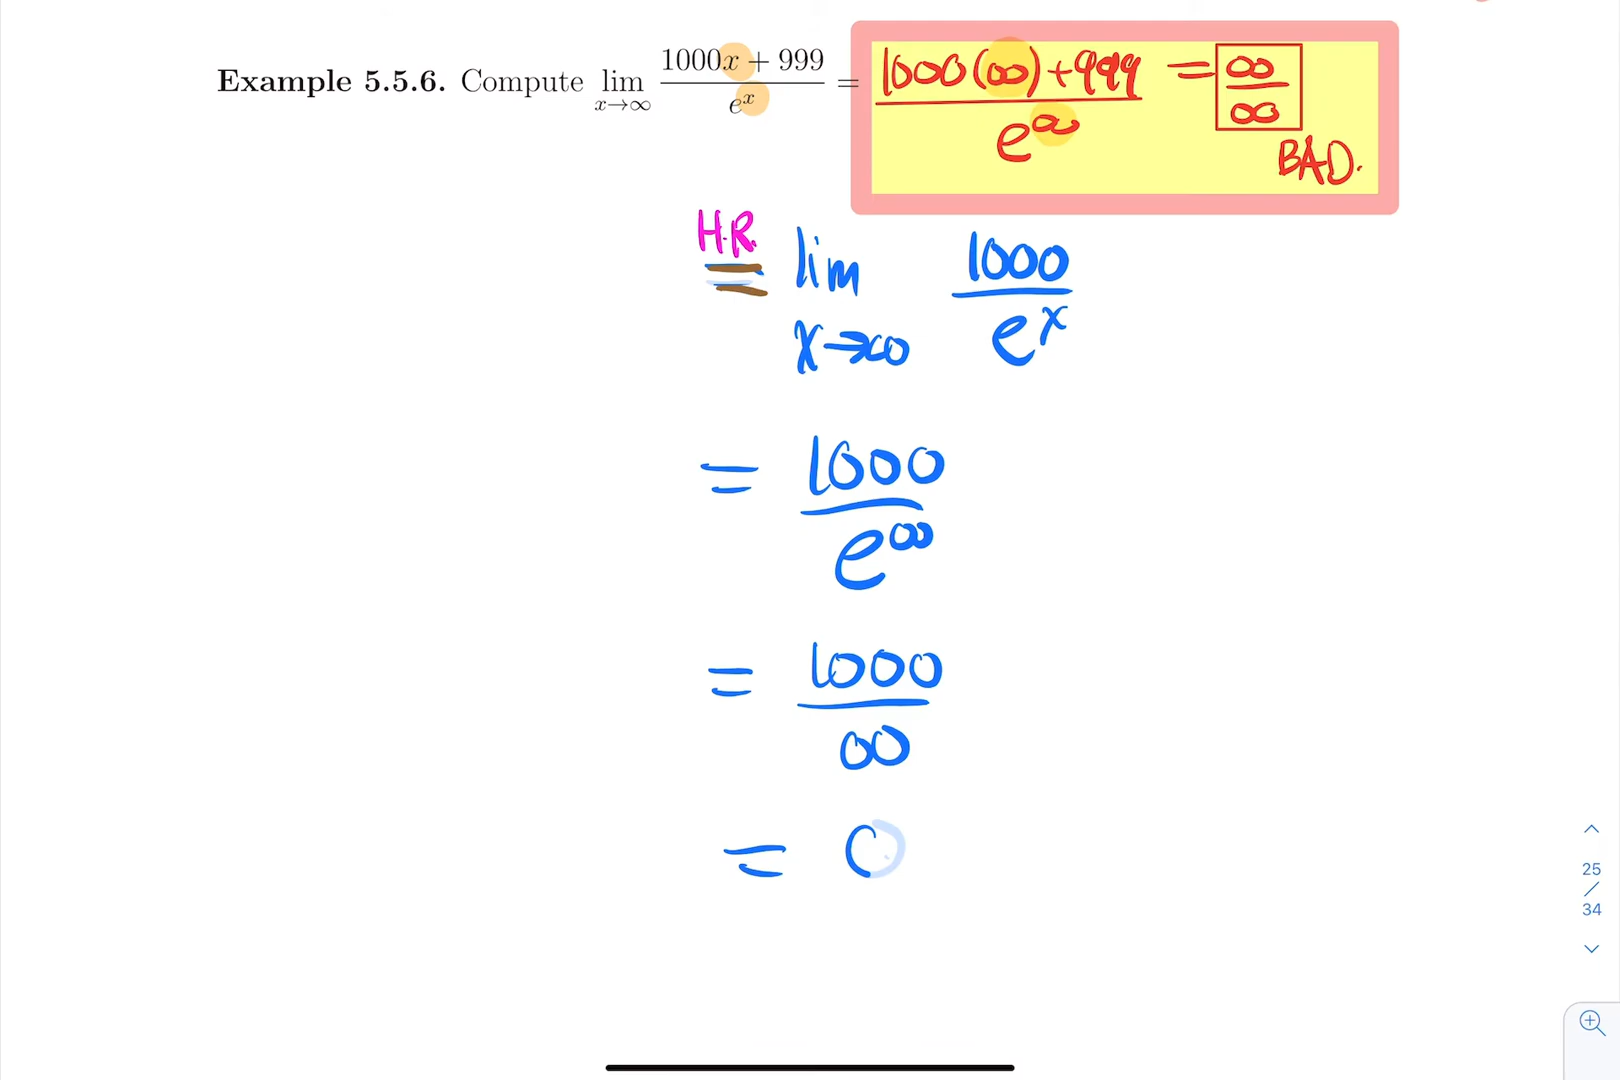 Example 5.5.6. Compute lim x→∞ (1000x + 999)/(e^x) = (1000(∞)+999)/(e^∞) = ∞/∞
BAD.
H.R. = lim x→∞ 1000/e^x
= 1000/e^∞
= 1000/∞
= 0
25
/
34